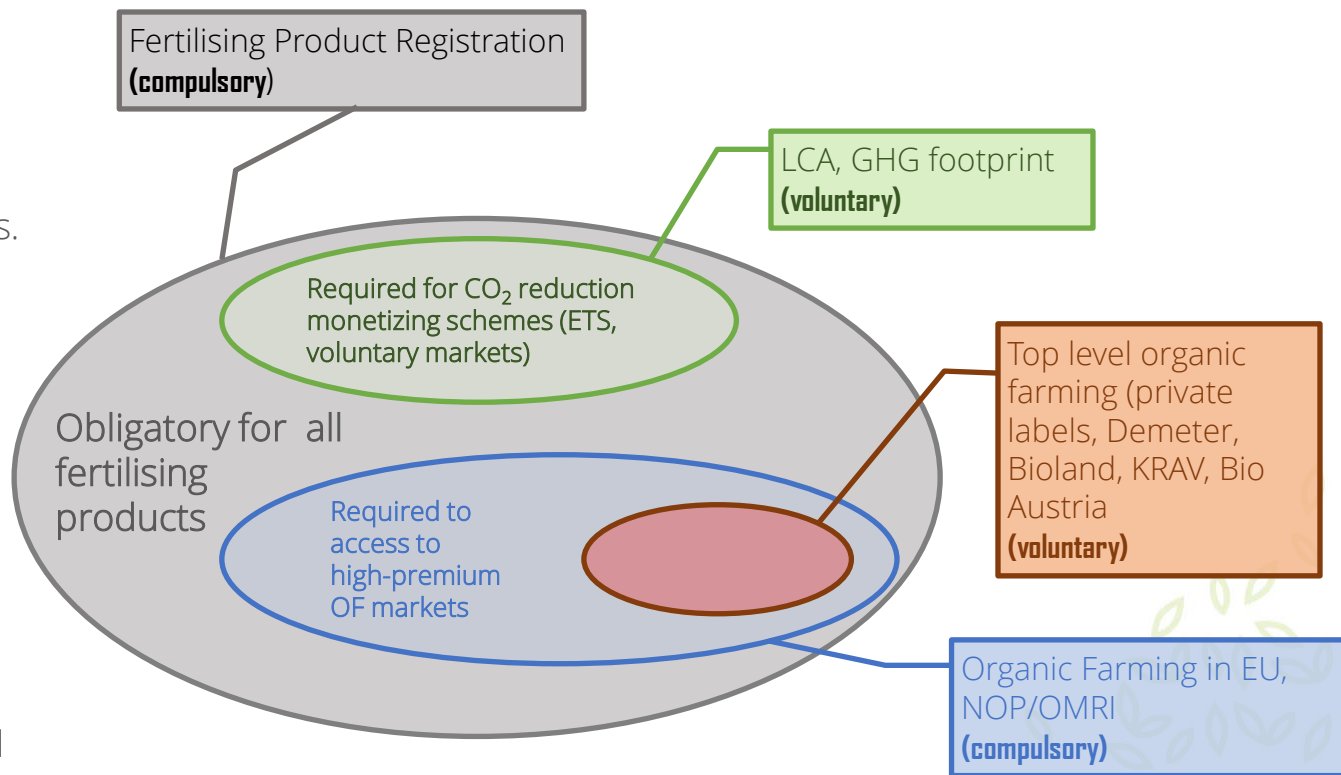 Fertilising Product Registration
(compulsory)
LCA, GHG footprint
(voluntary)
s.
Required for CO₂ reduction
monetizing schemes (ETS,
voluntary markets)
Top level organic
farming (private
labels, Demeter,
Bioland, KRAV, Bio
Austria
(voluntary)
Obligatory for all
fertilising
products
Required to
access to
high-premium
OF markets
Organic Farming in EU,
NOP/OMRI
(compulsory)